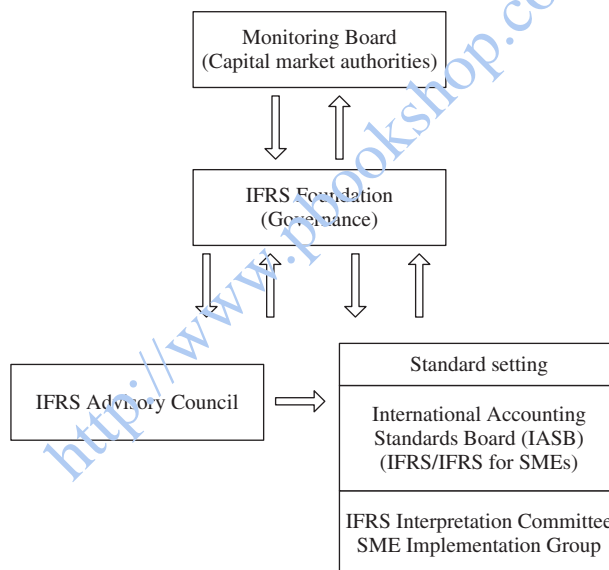 Monitoring Board
(Capital market authorities)
IFRS Foundation
(Governance)
IFRS Advisory Council
Standard setting
International Accounting
Standards Board (IASB)
(IFRS/IFRS for SMEs)
IFRS Interpretation Committee
SME Implementation Group
http://www.pbookshop.co